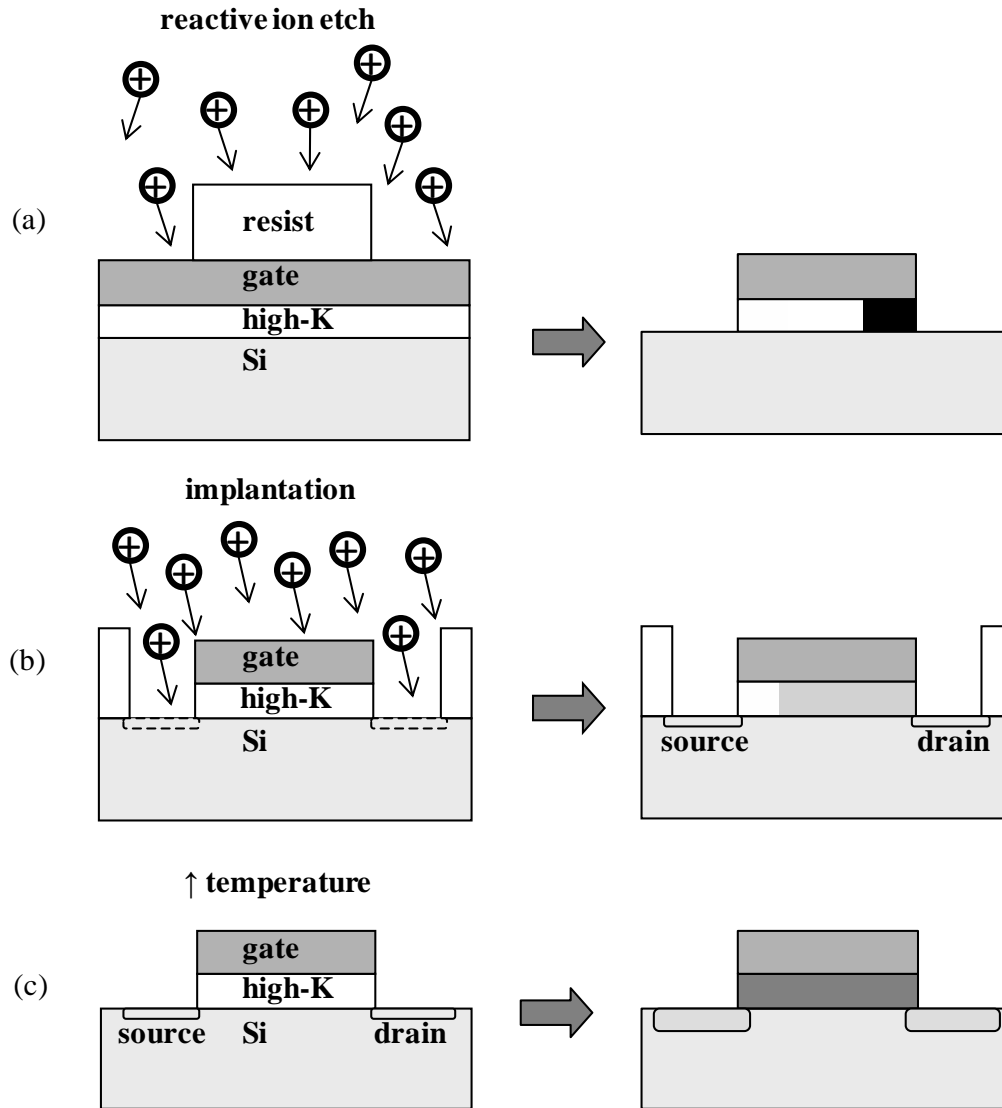 reactive ion etch
(a)
resist
gate
high-K
Si
implantation
(b)
gate
high-K
Si
source
drain
↑ temperature
(c)
gate
high-K
source
Si
drain